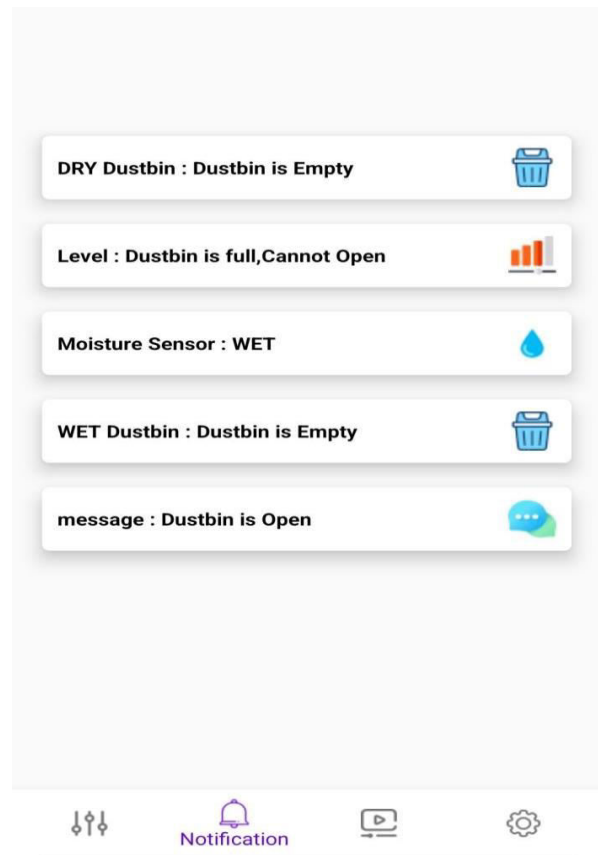 DRY Dustbin : Dustbin is Empty
Level : Dustbin is full,Cannot Open
Moisture Sensor : WET
WET Dustbin : Dustbin is Empty
message : Dustbin is Open
Notification